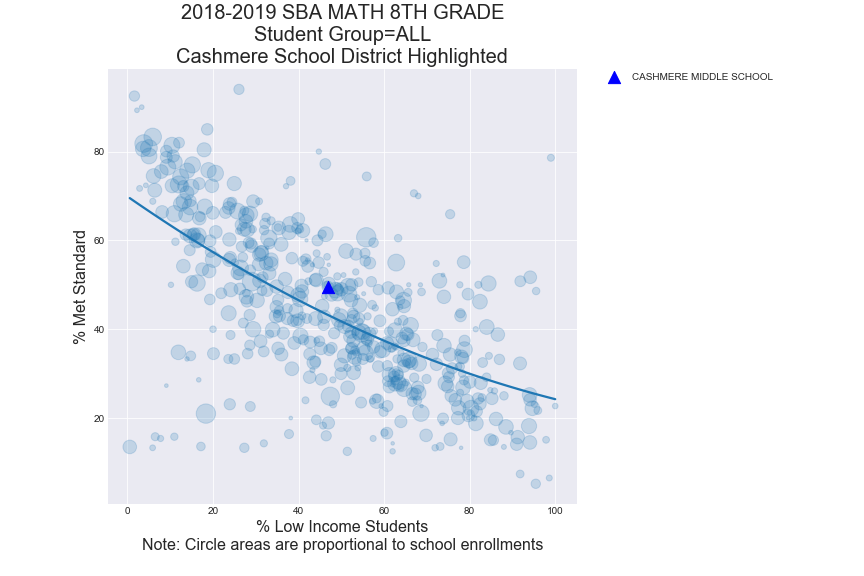 2018-2019 SBA MATH 8TH GRADE
Student Group=ALL
Cashmere School District Highlighted
CASHMERE MIDDLE SCHOOL
% Met Standard
80
60
40
20
0 20 40 60 80 100
% Low Income Students
Note: Circle areas are proportional to school enrollments